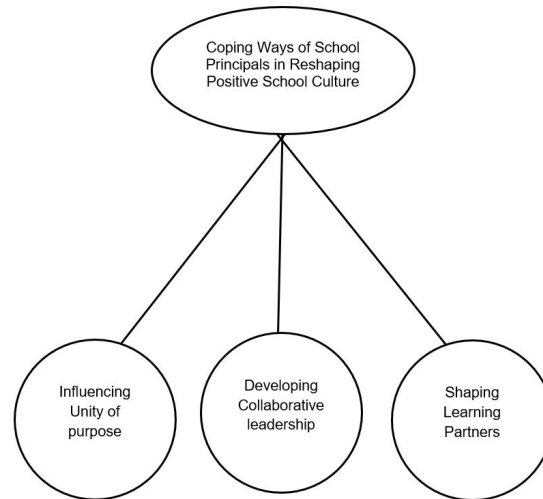 Coping Ways of School
Principals in Reshaping
Positive School Culture
Influencing
Unity of
purpose
Developing
Collaborative
leadership
Shaping
Learning
Partners